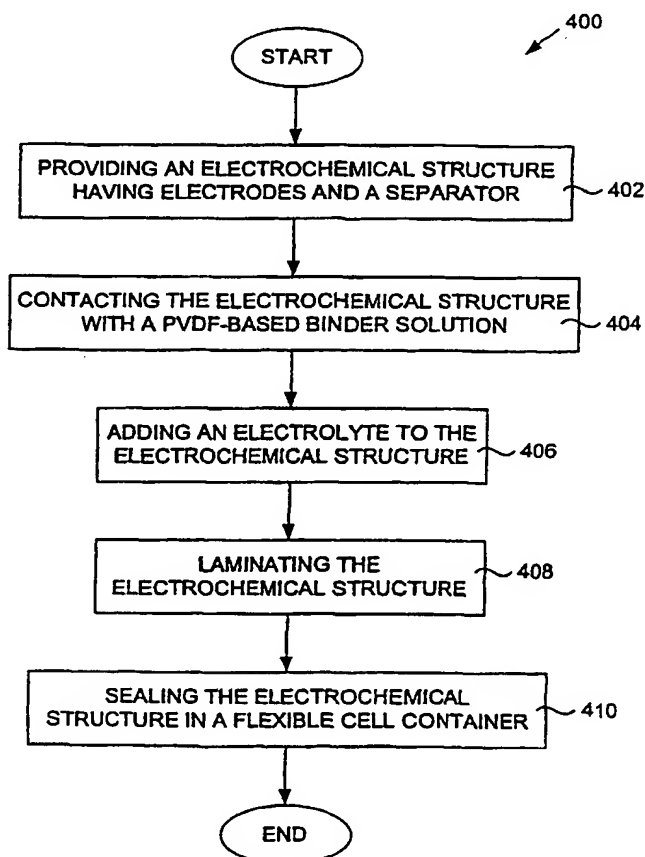 400
START
PROVIDING AN ELECTROCHEMICAL STRUCTURE
HAVING ELECTRODES AND A SEPARATOR
402
CONTACTING THE ELECTROCHEMICAL STRUCTURE
WITH A PVDF-BASED BINDER SOLUTION
404
ADDING AN ELECTROLYTE TO THE
ELECTROCHEMICAL STRUCTURE
406
LAMINATING THE
ELECTROCHEMICAL STRUCTURE
408
SEALING THE ELECTROCHEMICAL
STRUCTURE IN A FLEXIBLE CELL CONTAINER
410
END